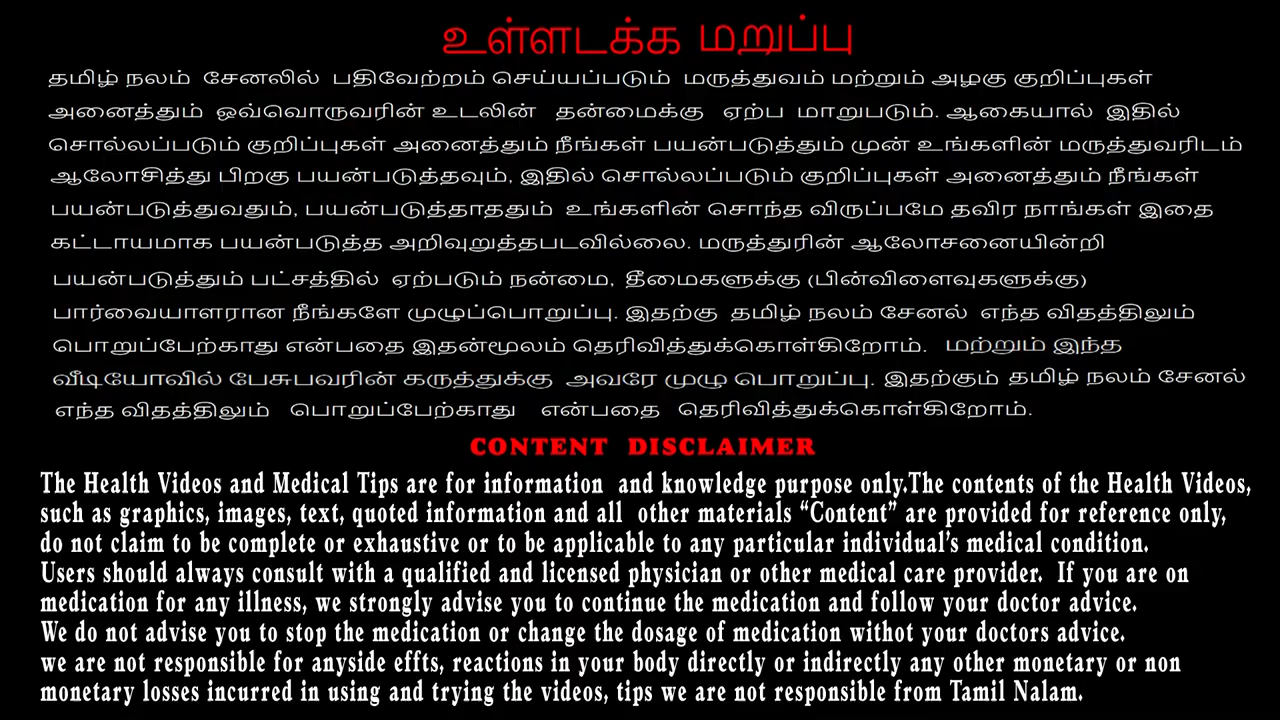 உள்ளடக்க மறுப்பு
தமிழ் நலம் சேனலில் பதிவேற்றம் செய்யப்படும் மருத்துவம் மற்றும் அழகு குறிப்புகள்
அனைத்தும் ஒவ்வொருவரின் உடலின் தன்மைக்கு ஏற்ப மாறுபடும். ஆகையால் இதில்
சொல்லப்படும் குறிப்புகள் அனைத்தும் நீங்கள் பயன்படுத்தும் முன் உங்களின் மருத்துவரிடம்
ஆலோசித்து பிறகு பயன்படுத்தவும், இதில் சொல்லப்படும் குறிப்புகள் அனைத்தும் நீங்கள்
பயன்படுத்துவதும், பயன்படுத்தாததும் உங்களின் சொந்த விருப்பமே தவிர நாங்கள் இதை
கட்டாயமாக பயன்படுத்த அறிவுறுத்தபடவில்லை. மருத்துரின் ஆலோசனையின்றி
பயன்படுத்தும் பட்சத்தில் ஏற்படும் நன்மை, தீமைகளுக்கு (பின்விளைவுகளுக்கு)
பார்வையாளரான நீங்களே முழுப்பொறுப்பு. இதற்கு தமிழ் நலம் சேனல் எந்த விதத்திலும்
பொறுப்பேற்காது என்பதை இதன்மூலம் தெரிவித்துக்கொள்கிறோம். மற்றும் இந்த
வீடியோவில் பேசுபவரின் கருத்துக்கு அவரே முழு பொறுப்பு. இதற்கும் தமிழ் நலம் சேனல்
எந்த விதத்திலும் பொறுப்பேற்காது என்பதை தெரிவித்துக்கொள்கிறோம்.
CONTENT DISCLAIMER
The Health Videos and Medical Tips are for information and knowledge purpose only.The contents of the Health Videos,
such as graphics, images, text, quoted information and all other materials “Content” are provided for reference only,
do not claim to be complete or exhaustive or to be applicable to any particular individual’s medical condition.
Users should always consult with a qualified and licensed physician or other medical care provider. If you are on
medication for any illness, we strongly advise you to continue the medication and follow your doctor advice.
We do not advise you to stop the medication or change the dosage of medication withot your doctors advice.
we are not responsible for anyside effts, reactions in your body directly or indirectly any other monetary or non
monetary losses incurred in using and trying the videos, tips we are not responsible from Tamil Nalam.